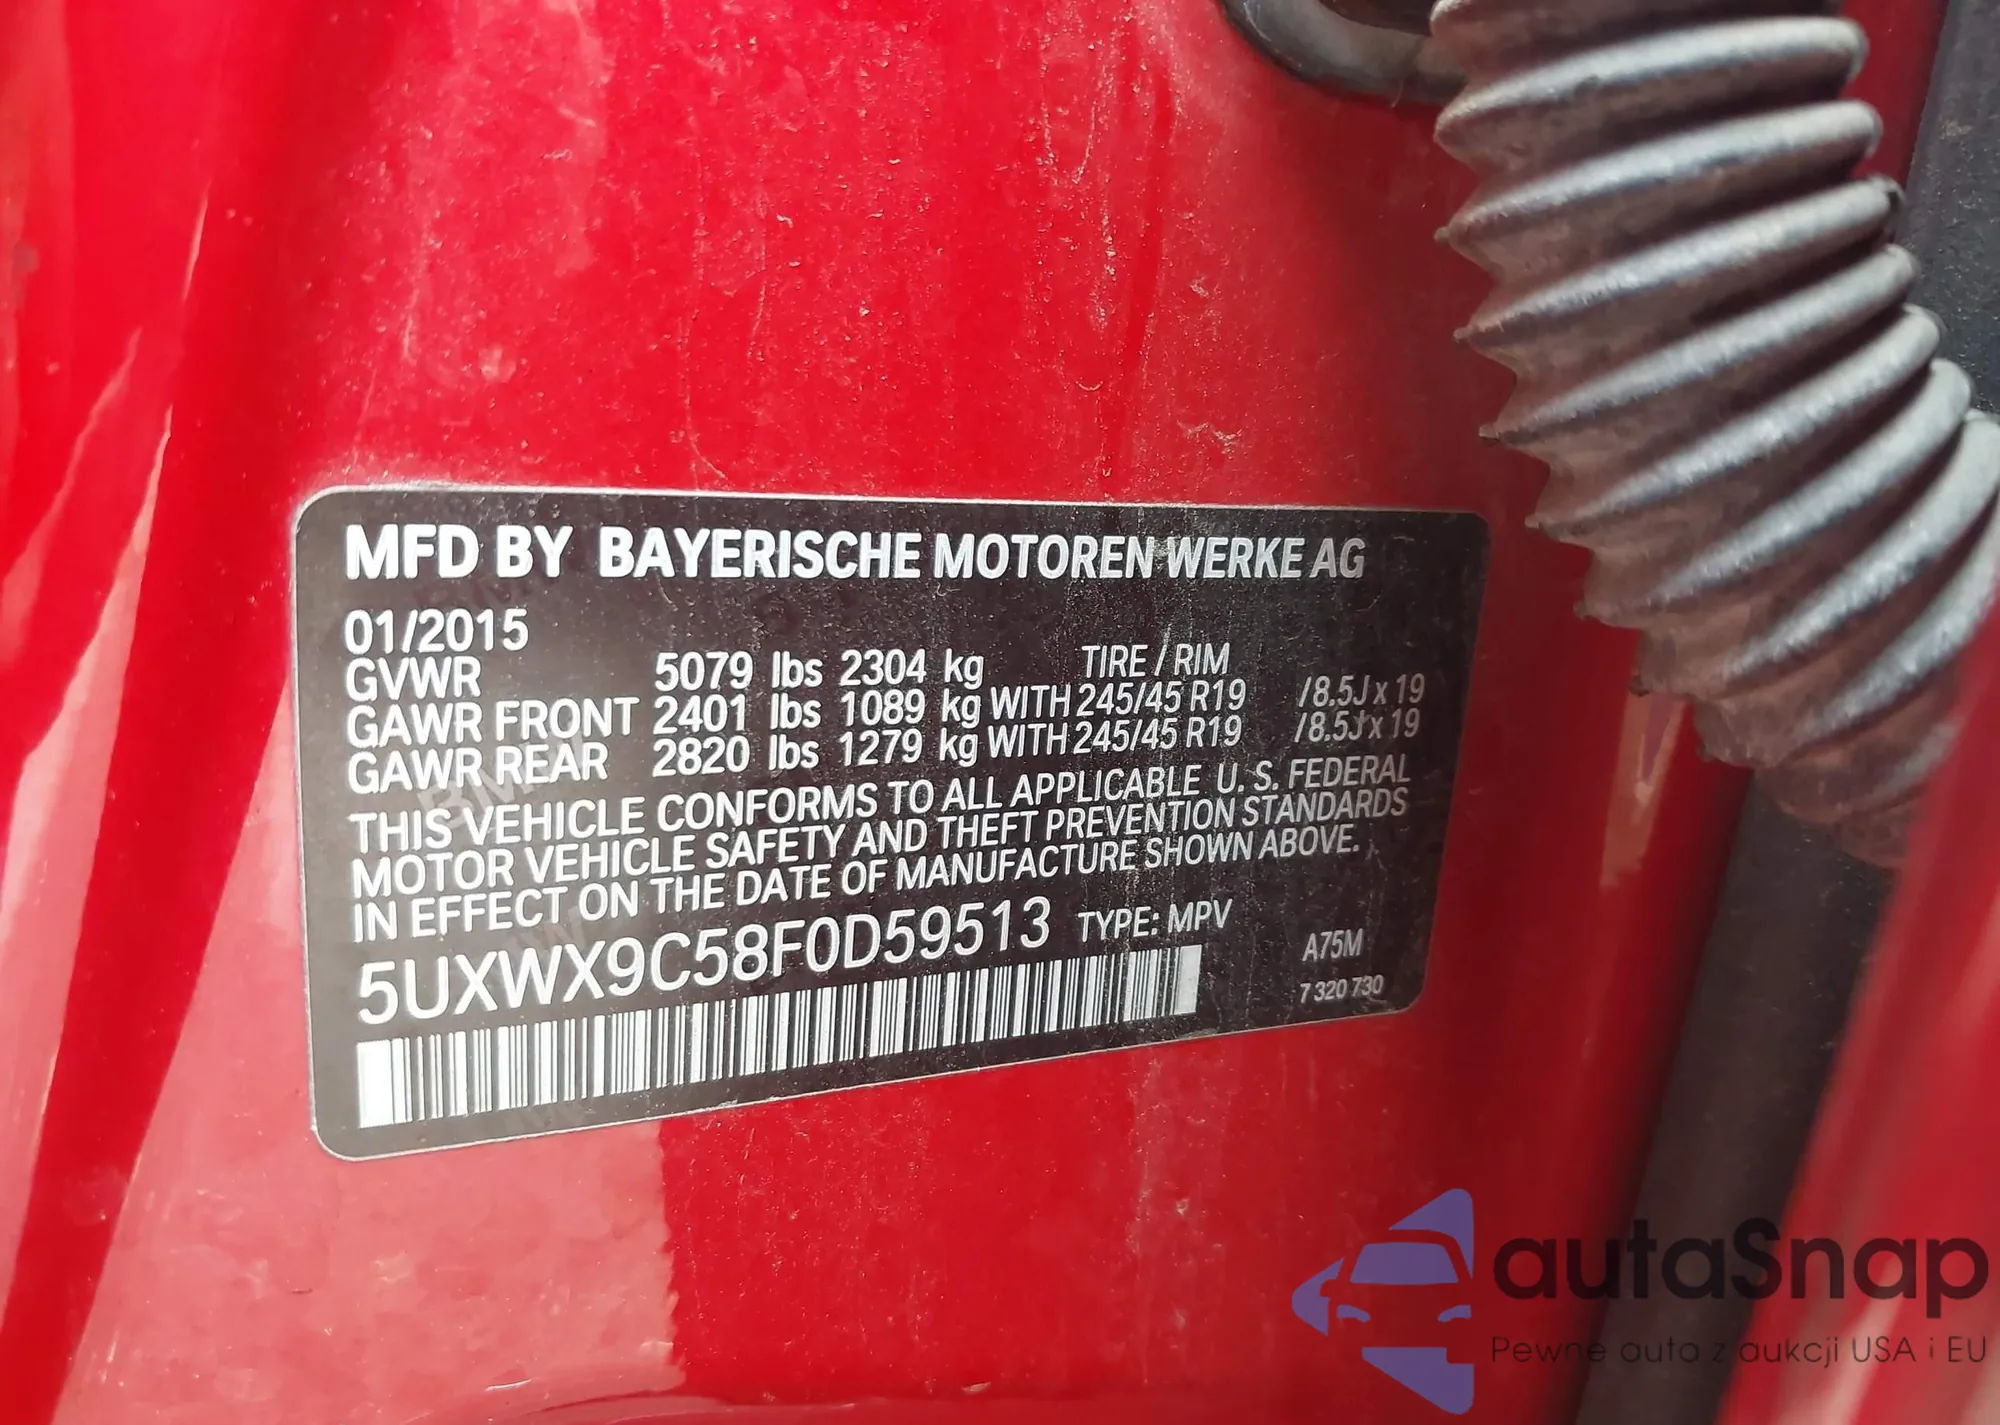 MFD BY BAYERISCHE MOTOREN WERKE AG
01/2015
GVWR 5079 lbs 2304 kg TIRE / RIM
GAWR FRONT 2401 lbs 1089 kg WITH 245/45 R19 /8.5J x 19
GAWR REAR 2820 lbs 1279 kg WITH 245/45 R19 /8.5J x 19
THIS VEHICLE CONFORMS TO ALL APPLICABLE U. S. FEDERAL
MOTOR VEHICLE SAFETY AND THEFT PREVENTION STANDARDS
IN EFFECT ON THE DATE OF MANUFACTURE SHOWN ABOVE.
5UXWX9C58F0D59513 TYPE: MPV
A75M
7 320 730
autaSnap
Pewne auta z aukcji USA i EU